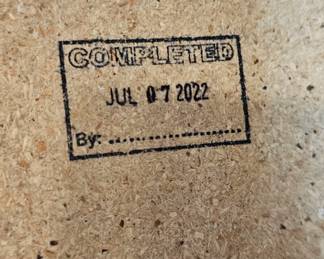 COMPLETED
JUL 07 2022
By: ....................